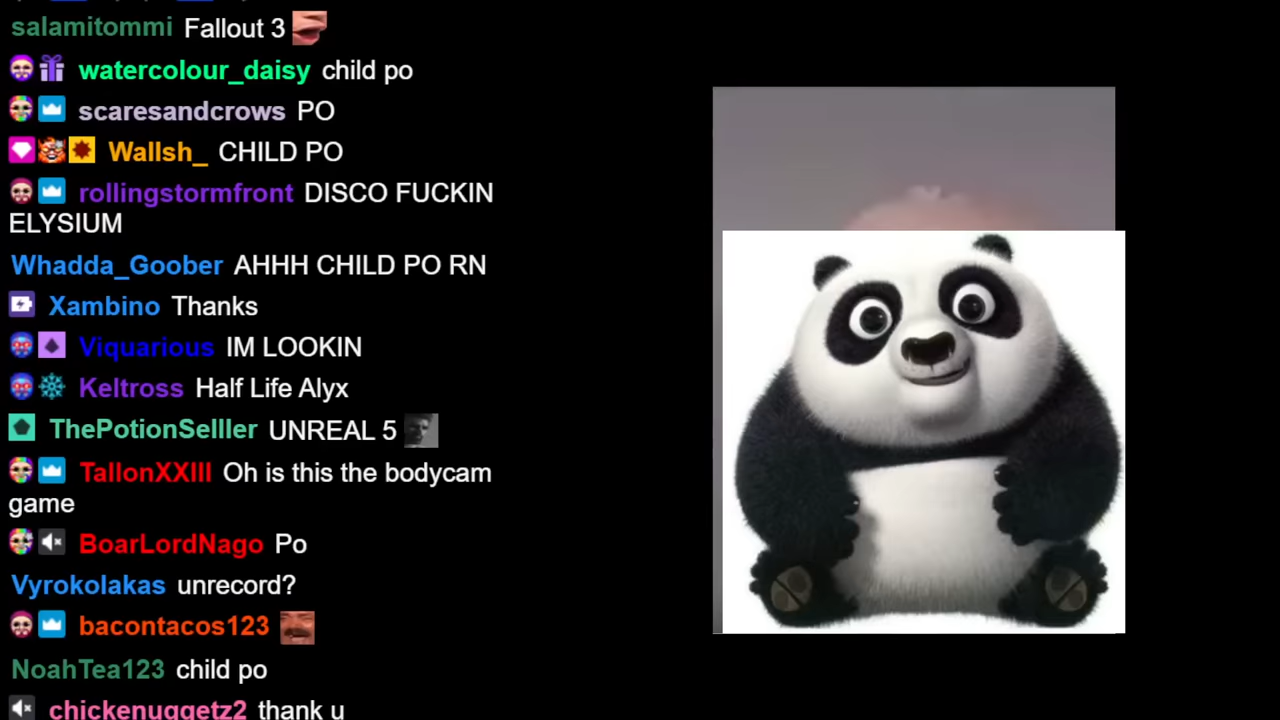 salamitommi Fallout 3
watercolour_daisy child po
scaresandcrows PO
Wallsh_ CHILD PO
rollingstormfront DISCO FUCKIN
ELYSIUM
Whadda_Goober AHHH CHILD PO RN
Xambino Thanks
Viquarious IM LOOKIN
Keltross Half Life Alyx
ThePotionSelller UNREAL 5
TallonXXIII Oh is this the bodycam
game
BoarLordNago Po
Vyrokolakas unrecord?
bacontacos123
NoahTea123 child po
chickenuggetz2 thank u